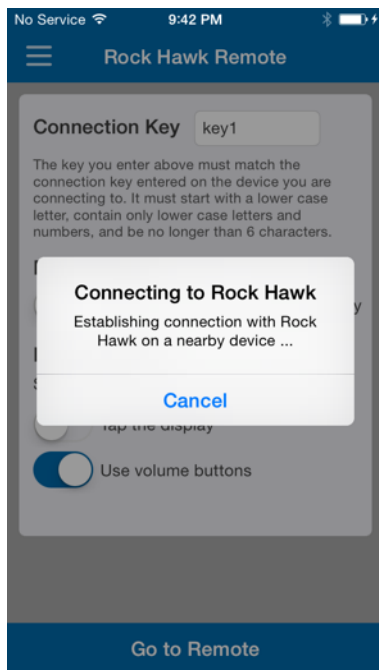 No Service 9:42 PM
Rock Hawk Remote
Connection Key key1
The key you enter above must match the
connection key entered on the device you are
connecting to. It must start with a lower case
letter, contain only lower case letters and
numbers, and be no longer than 6 characters.
Connecting to Rock Hawk
Establishing connection with Rock
Hawk on a nearby device ...
Cancel
Tap the display
Use volume buttons
Go to Remote